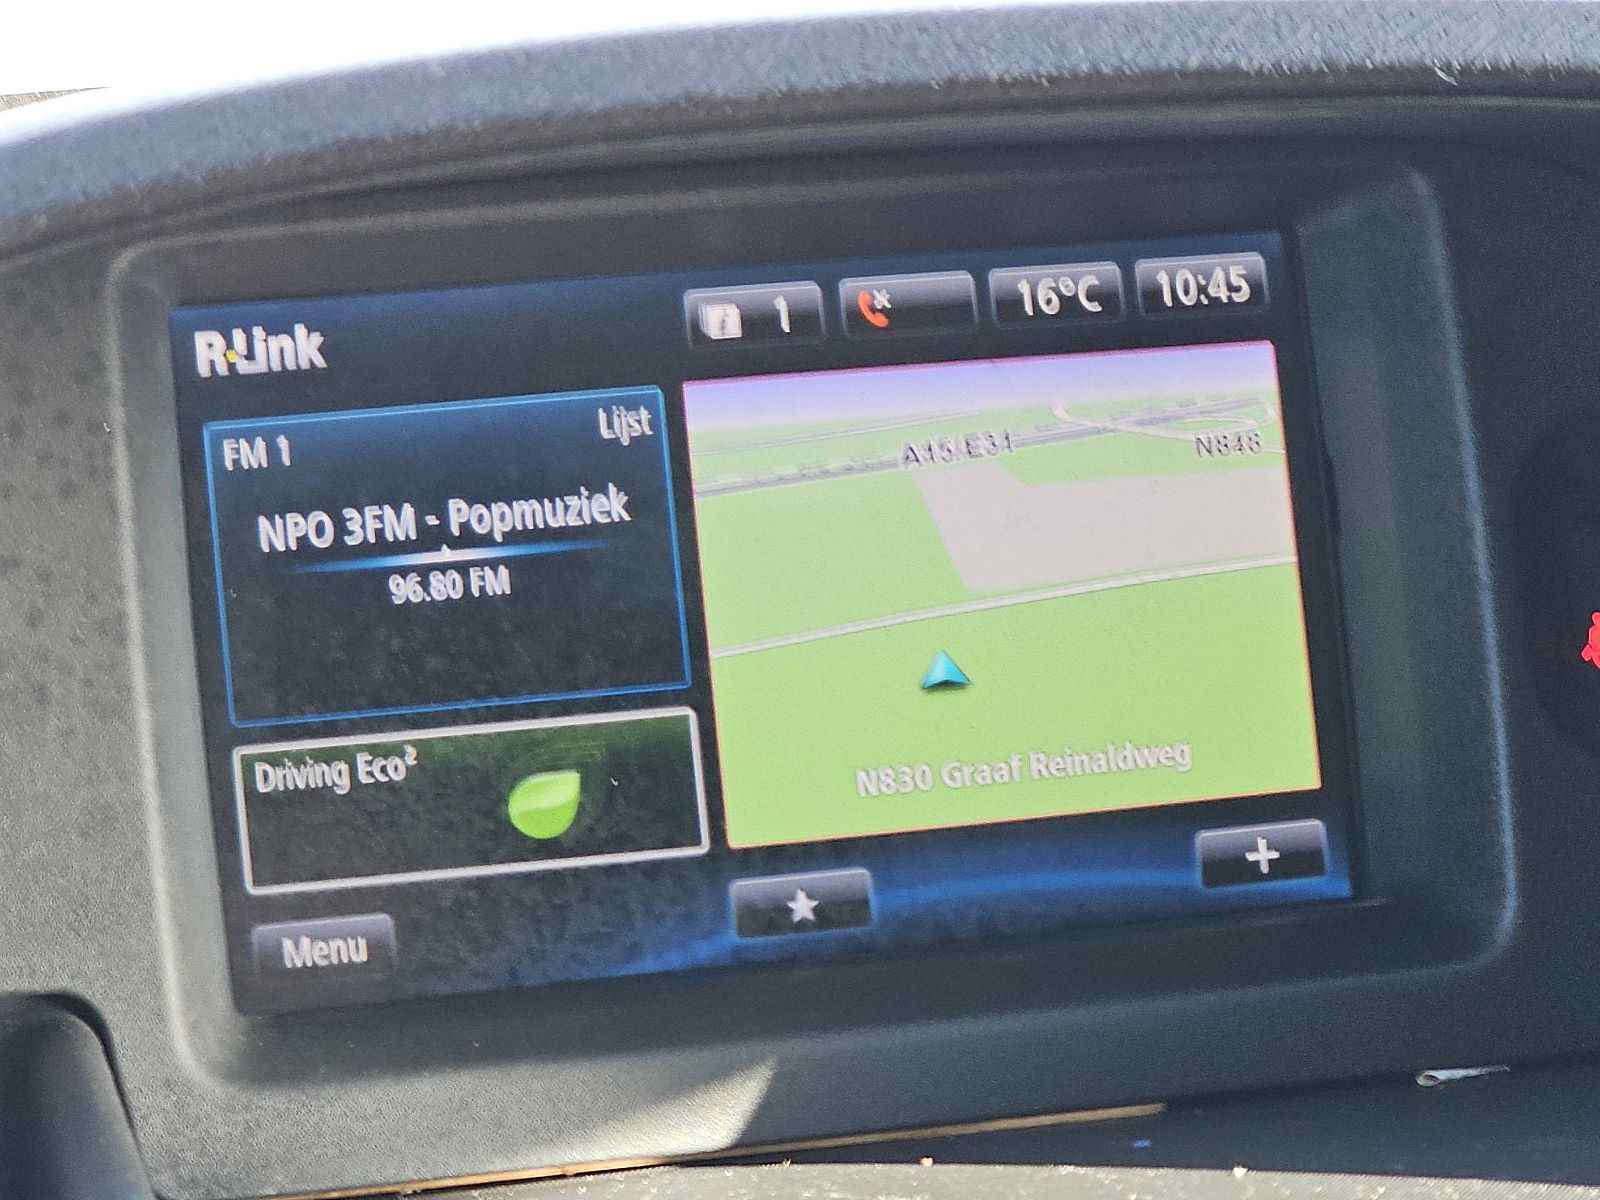 R-Link
1
16°C
10:45
FM 1
Lijst
NPO 3FM - Popmuziek
96.80 FM
A15/E31
N848
N830 Graaf Reinaldweg
Driving Eco²
Menu